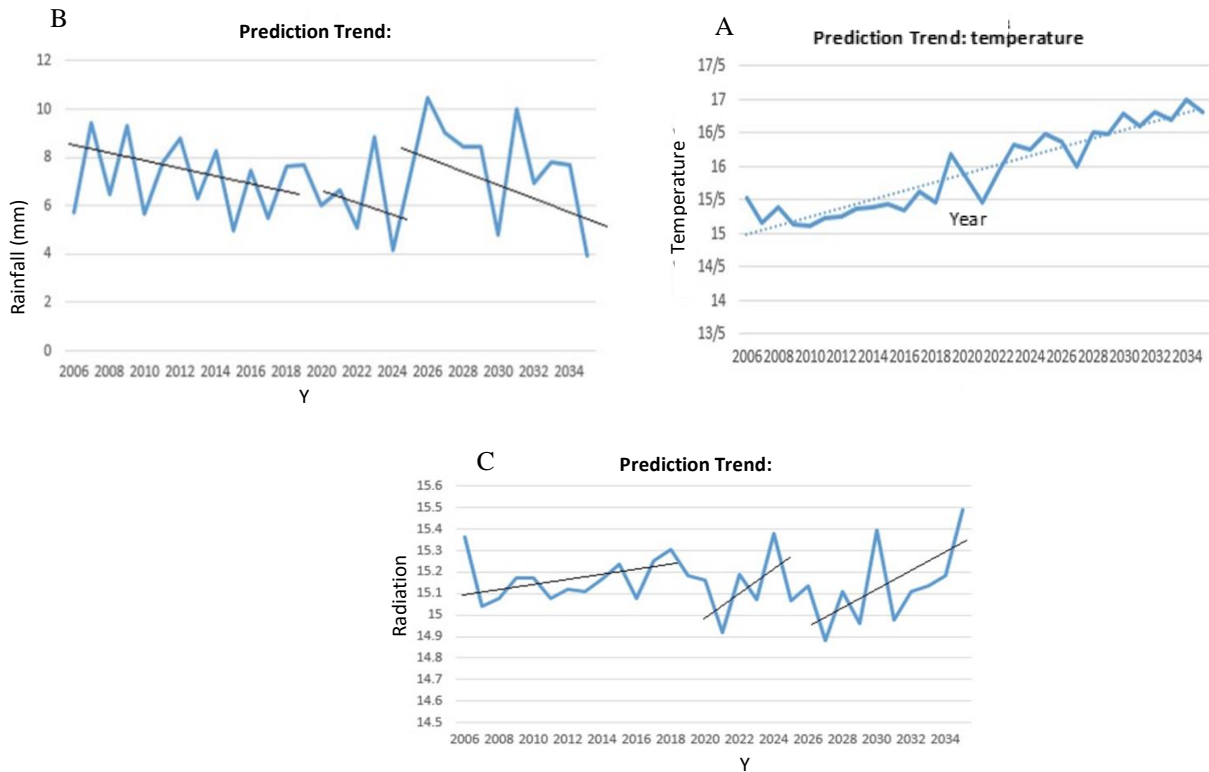 B
Prediction Trend:
Rainfall (mm)
12
10
8
6
4
2
0
2006 2008 2010 2012 2014 2016 2018 2020 2022 2024 2026 2028 2030 2032 2034
Y
A
Prediction Trend: temperature
Temperature
17/5
17
16/5
16
15/5
15
14/5
14
13/5
Year
2006 2008 2010 2012 2014 2016 2018 2020 2022 2024 2026 2028 2030 2032 2034
C
Prediction Trend:
Radiation
15.6
15.5
15.4
15.3
15.2
15.1
15
14.9
14.8
14.7
14.6
14.5
2006 2008 2010 2012 2014 2016 2018 2020 2022 2024 2026 2028 2030 2032 2034
Y